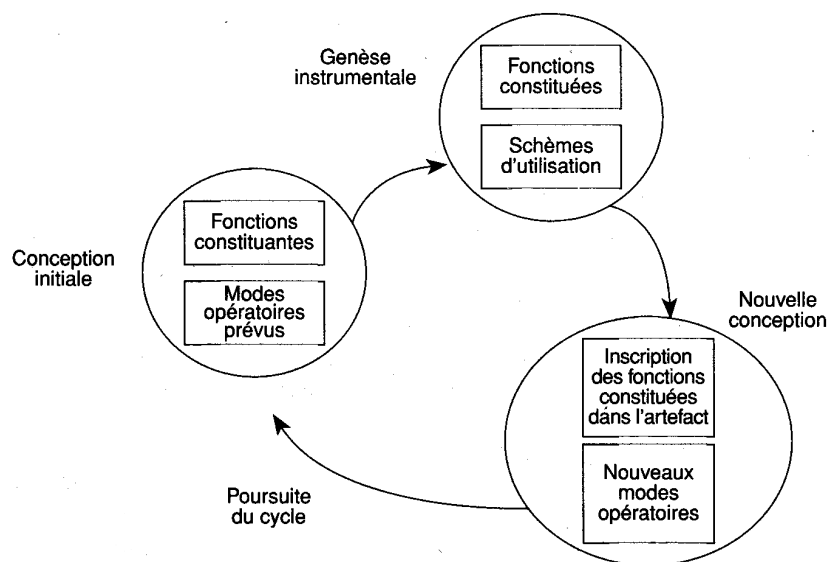 Genèse
instrumentale
Fonctions
constituées
Schèmes
d'utilisation
Conception
initiale
Fonctions
constituantes
Modes
opératoires
prévus
Nouvelle
conception
Inscription
des fonctions
constituées
dans l'artefact
Nouveaux
modes
opératoires
Poursuite
du cycle